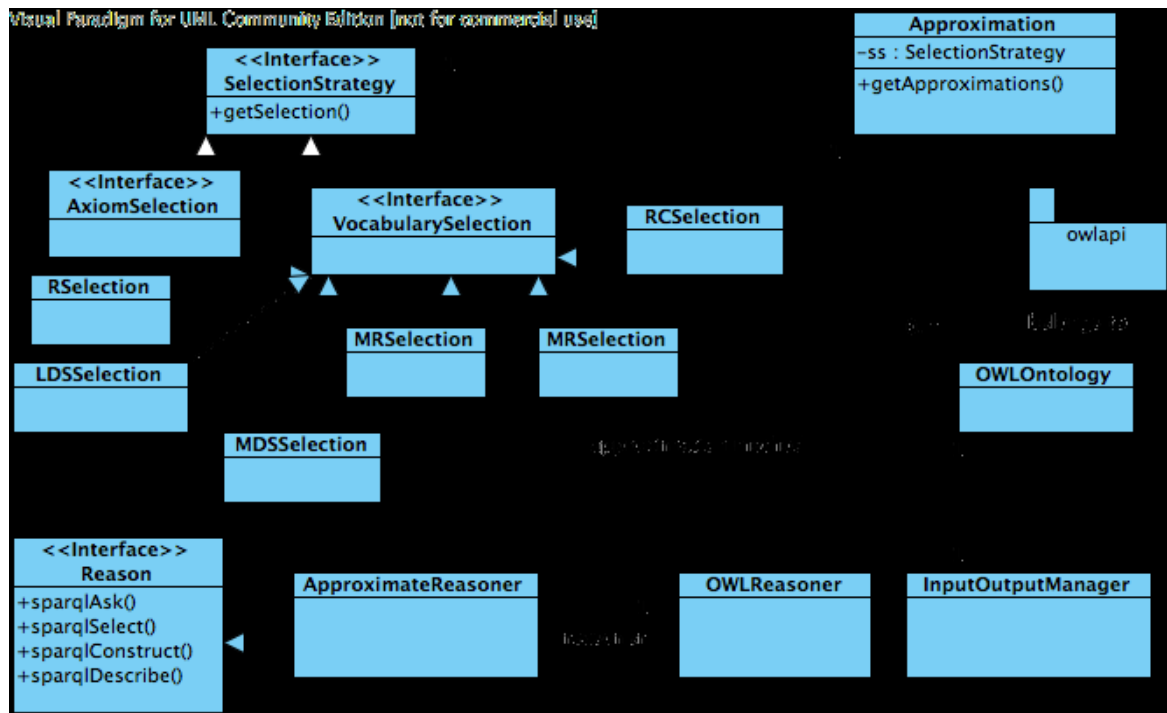 Visual Paradigm for UML Community Edition [not for commercial use]
Approximation
-ss : SelectionStrategy
+getApproximations()
<<Interface>>
SelectionStrategy
+getSelection()
<<Interface>>
AxiomSelection
<<Interface>>
VocabularySelection
RCSelection
owlapi
RSelection
MRSelection
MRSelection
LDSSelection
OWLOntology
MDSSelection
<<Interface>>
Reason
+sparqlAsk()
+sparqlSelect()
+sparqlConstruct()
+sparqlDescribe()
ApproximateReasoner
OWLReasoner
InputOutputManager